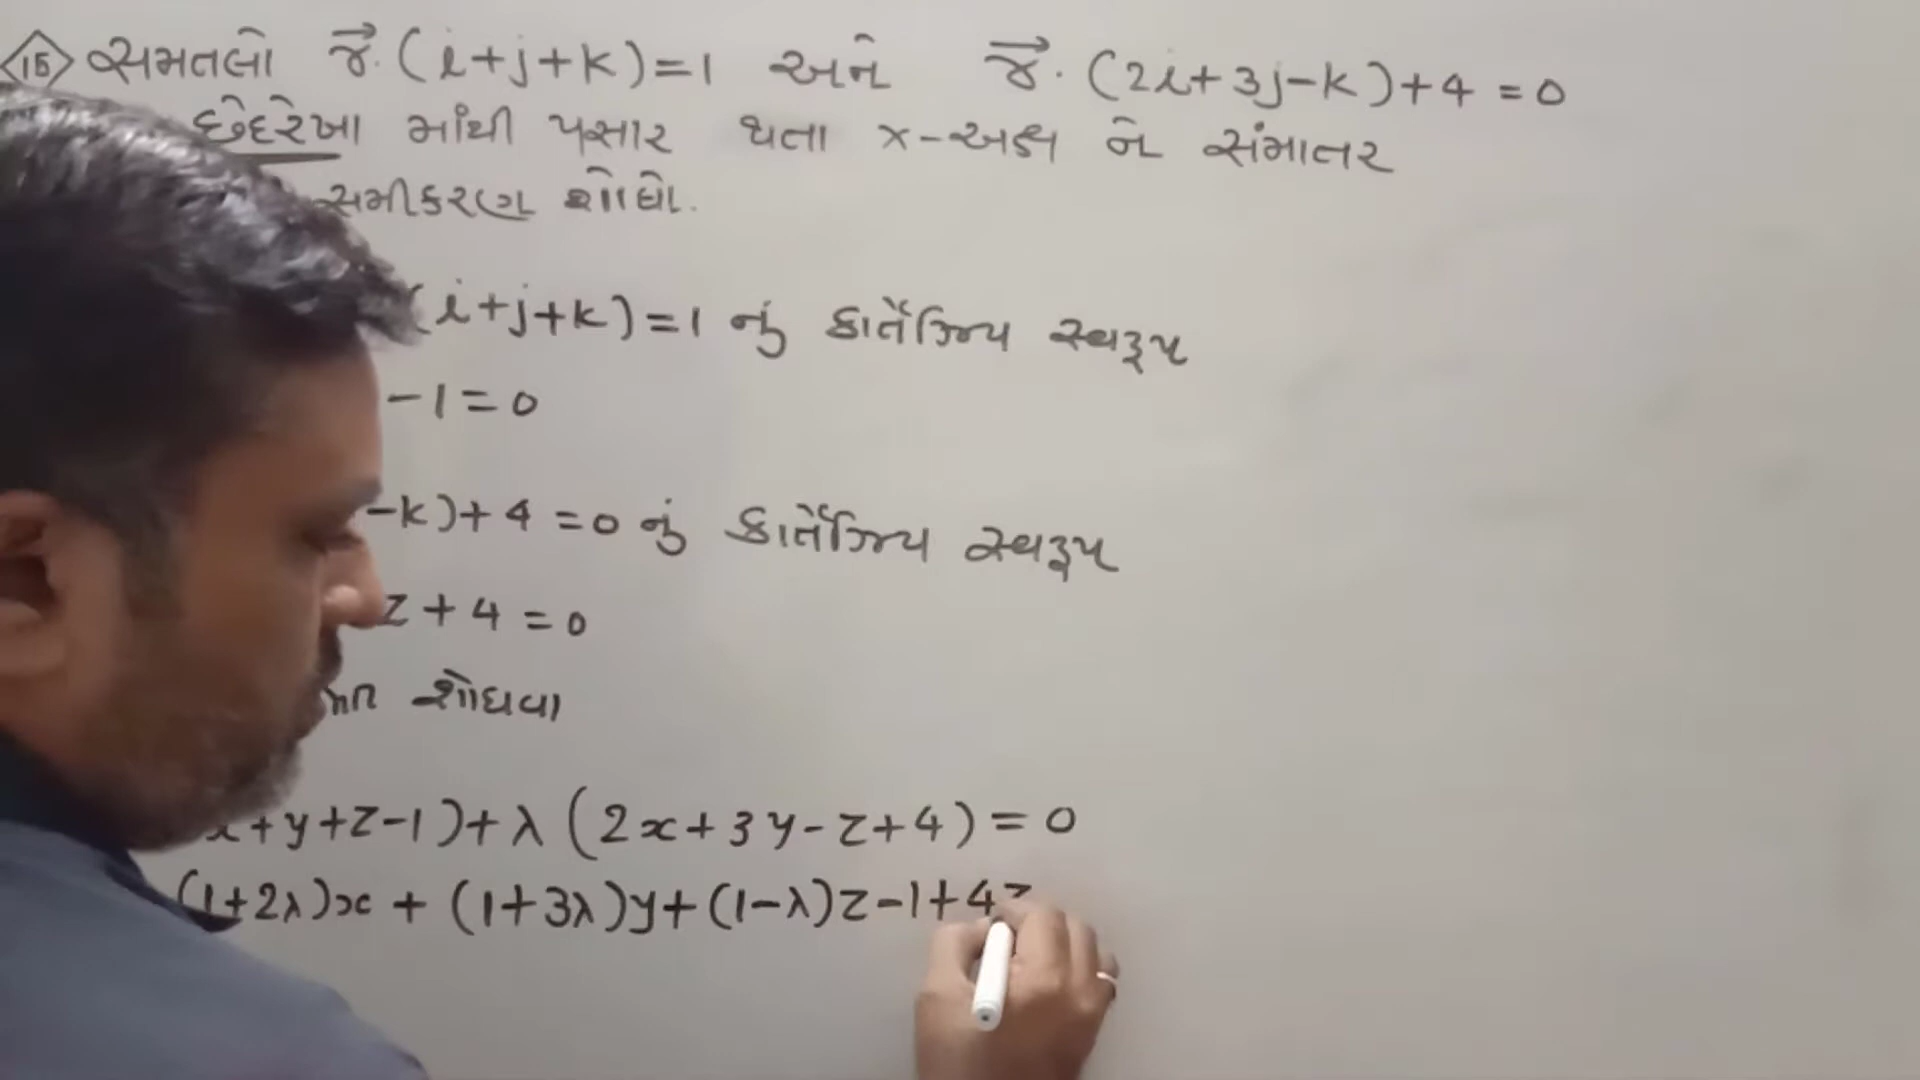 15 સમતલો r⃗.(i+j+k)=1 અને r⃗.(2i+3j-k)+4=0
છેદરેખા માંથી પસાર થતા x-અક્ષ ને સંમાતર
સમીકરણ શોધો.
(i+j+k)=1 નું કાર્તેઝિય સ્વરૂપ
-1=0
-k)+4=0 નું કાર્તેઝિય સ્વરૂપ
z+4=0
શોધવા
x+y+z-1)+λ(2x+3y-z+4)=0
(1+2λ)x+(1+3λ)y+(1-λ)z-1+4